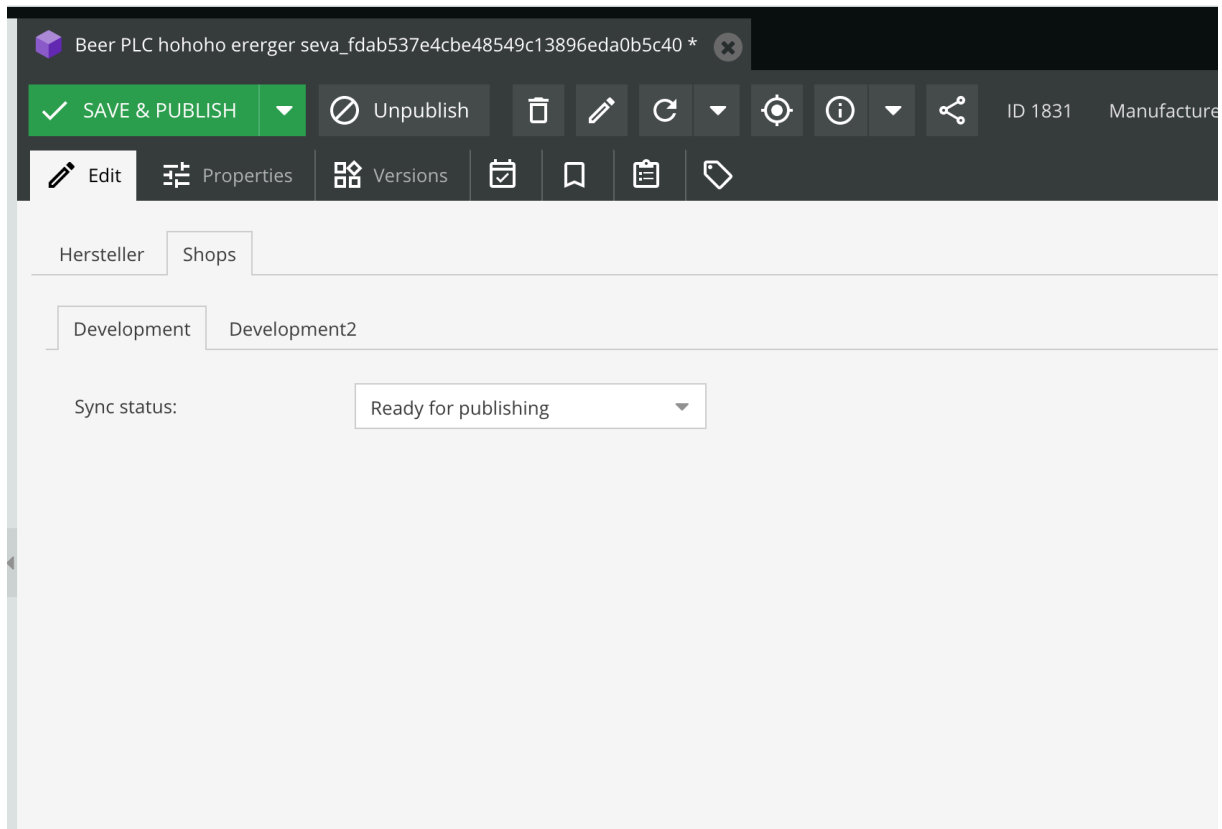 Beer PLC hohoho ererger seva_fdab537e4cbe48549c13896eda0b5c40 *
SAVE & PUBLISH Unpublish ID 1831 Manufacture
Edit Properties Versions
Hersteller Shops
Development Development2
Sync status: Ready for publishing